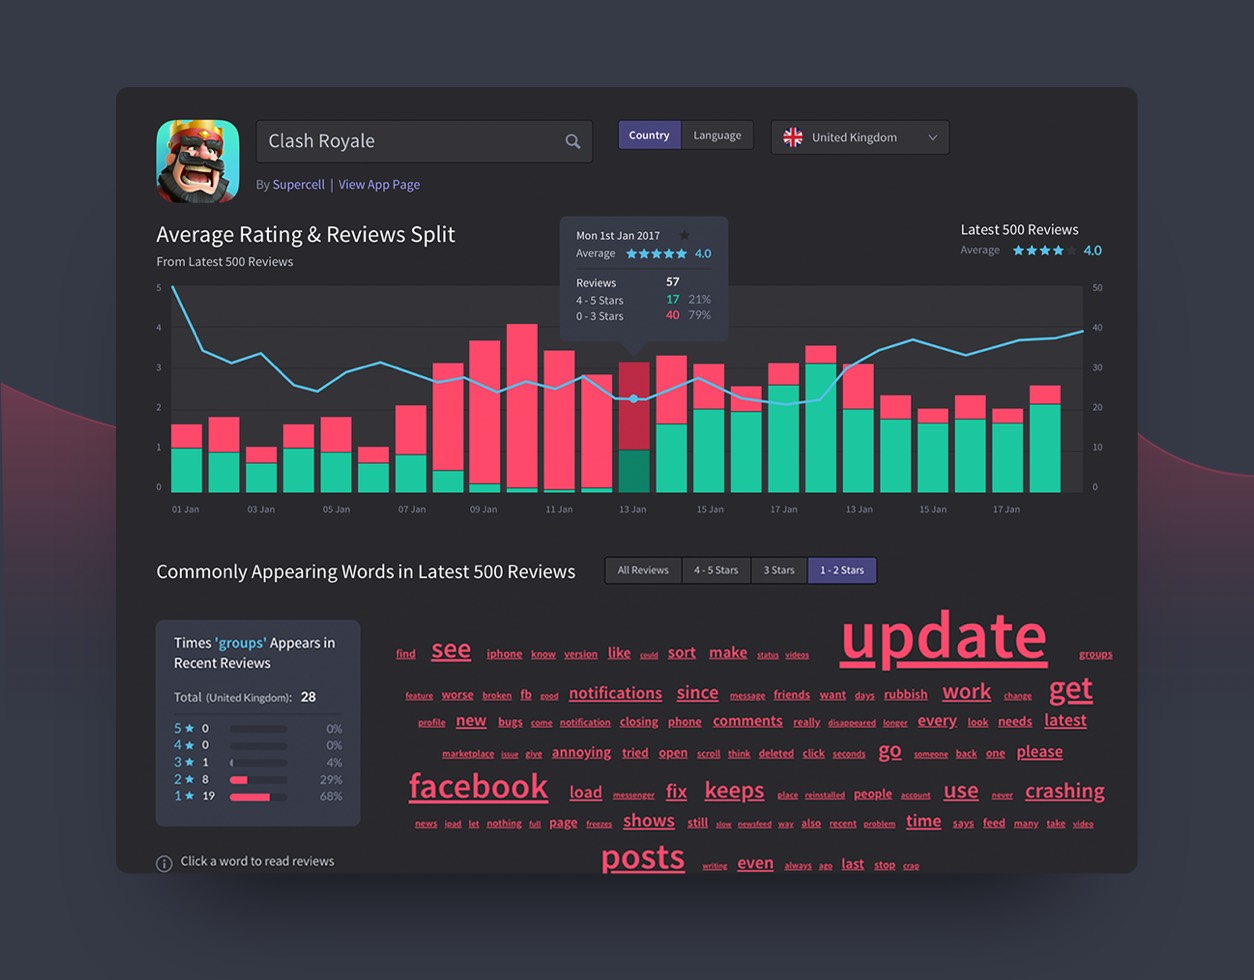 Clash Royale
Country Language
United Kingdom
By Supercell | View App Page
Average Rating & Reviews Split
From Latest 500 Reviews
Mon 1st Jan 2017
Average 4.0
Reviews 57
4 - 5 Stars 17 21%
0 - 3 Stars 40 79%
Latest 500 Reviews
Average 4.0
5 50
4 40
3 30
2 20
1 10
0 0
01 Jan 03 Jan 05 Jan 07 Jan 09 Jan 11 Jan 13 Jan 15 Jan 17 Jan 13 Jan 15 Jan 17 Jan
Commonly Appearing Words in Latest 500 Reviews
All Reviews 4 - 5 Stars 3 Stars 1 - 2 Stars
Times 'groups' Appears in
Recent Reviews
Total (United Kingdom): 28
5 0 0%
4 0 0%
3 1 4%
2 8 29%
1 19 68%
Click a word to read reviews
find see iphone know version like could sort make status videos update groups
feature worse broken fb good notifications since message friends want days rubbish work change get
profile new bugs come notification closing phone comments really disappeared longer every look needs latest
marketplace issue give annoying tried open scroll think deleted click seconds go someone back one please
facebook load messenger fix keeps place reinstalled people account use never crashing
news ipad let nothing full page freezes shows still slow newsfeed way also recent problem time says feed many take video
posts writing even always ago last stop crap